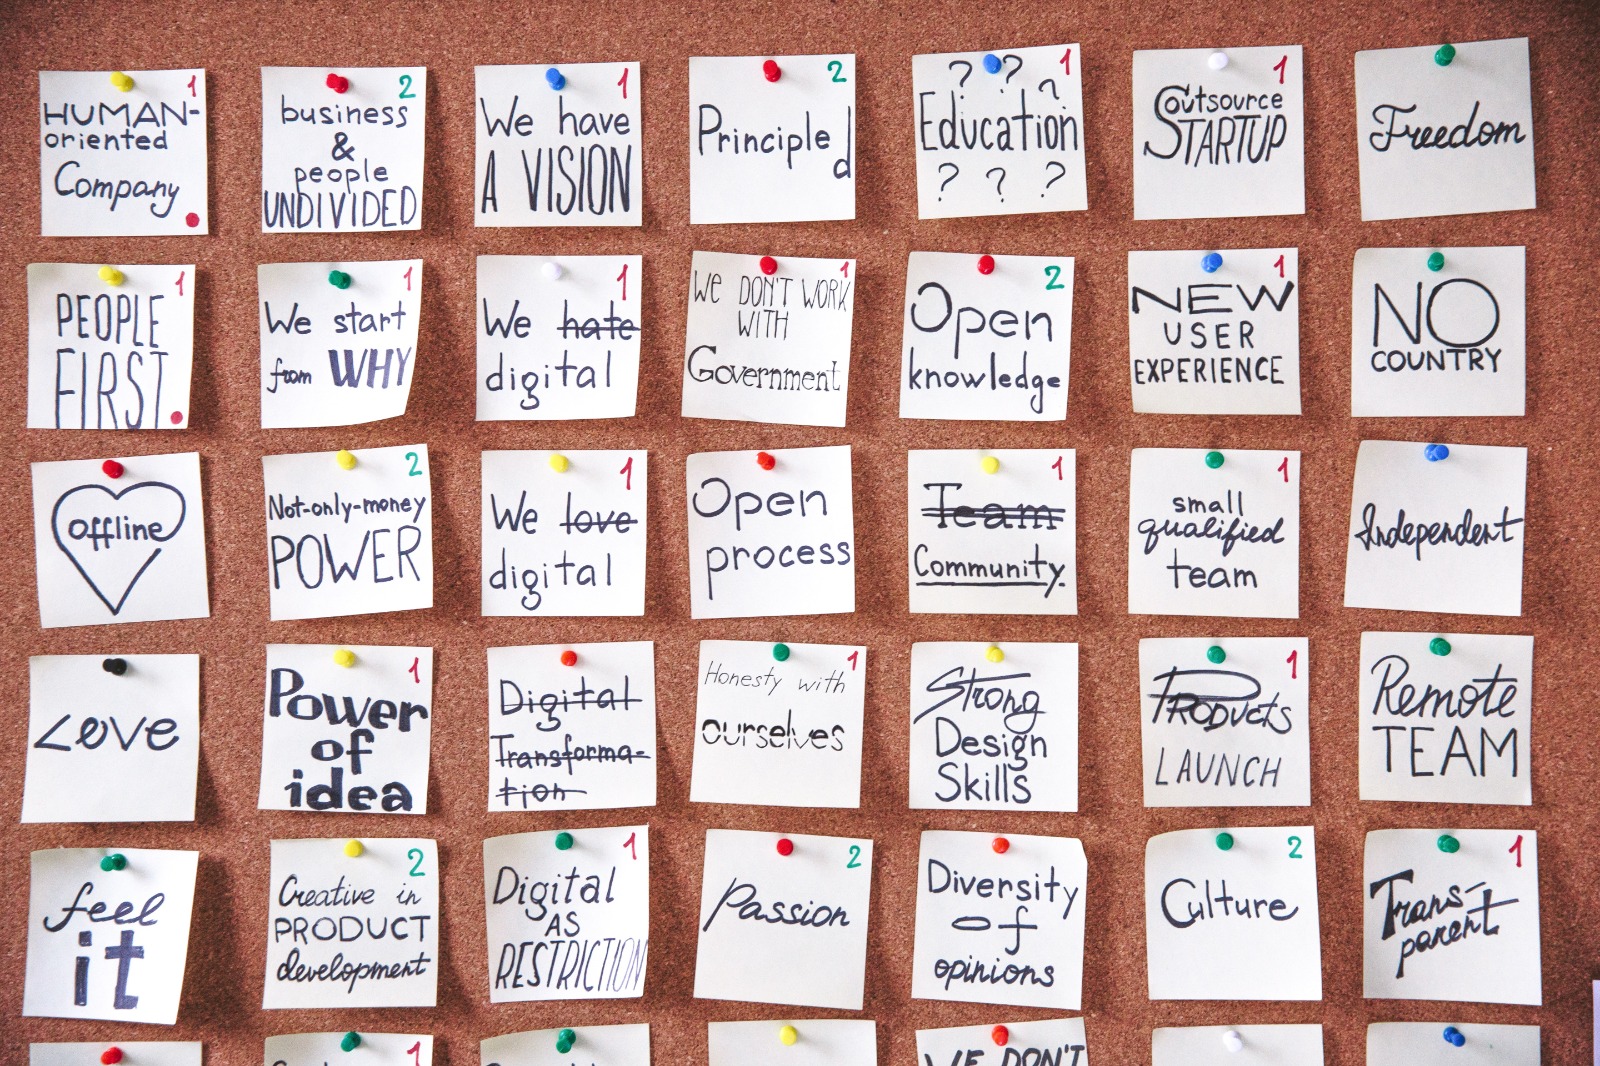 1
HUMAN-
oriented
Company
2
business
&
people
UNDIVIDED
1
We have
A VISION
2
Principled
1
? ? ?
Education
? ? ?
1
Outsource
STARTUP
Freedom
1
PEOPLE
FIRST.
1
We start
from WHY
1
We hate
digital
1
WE DON'T WORK
WITH
Government
2
Open
knowledge
1
NEW
USER
EXPERIENCE
NO
COUNTRY
offline
2
Not-only-money
POWER
1
We love
digital
Open
process
1
Team
Community.
1
small
qualified
team
Independent
Love
1
Power
of
idea
Digital
Transforma-
tion
1
Honesty with
ourselves
Strong
Design
Skills
1
PRODUCTS
LAUNCH
Remote
TEAM
feel
it
2
Creative in
PRODUCT
development
1
Digital
AS
RESTRICTION
2
Passion
Diversity
of
opinions
2
Culture
1
Trans-
parent
1
WE DON'T